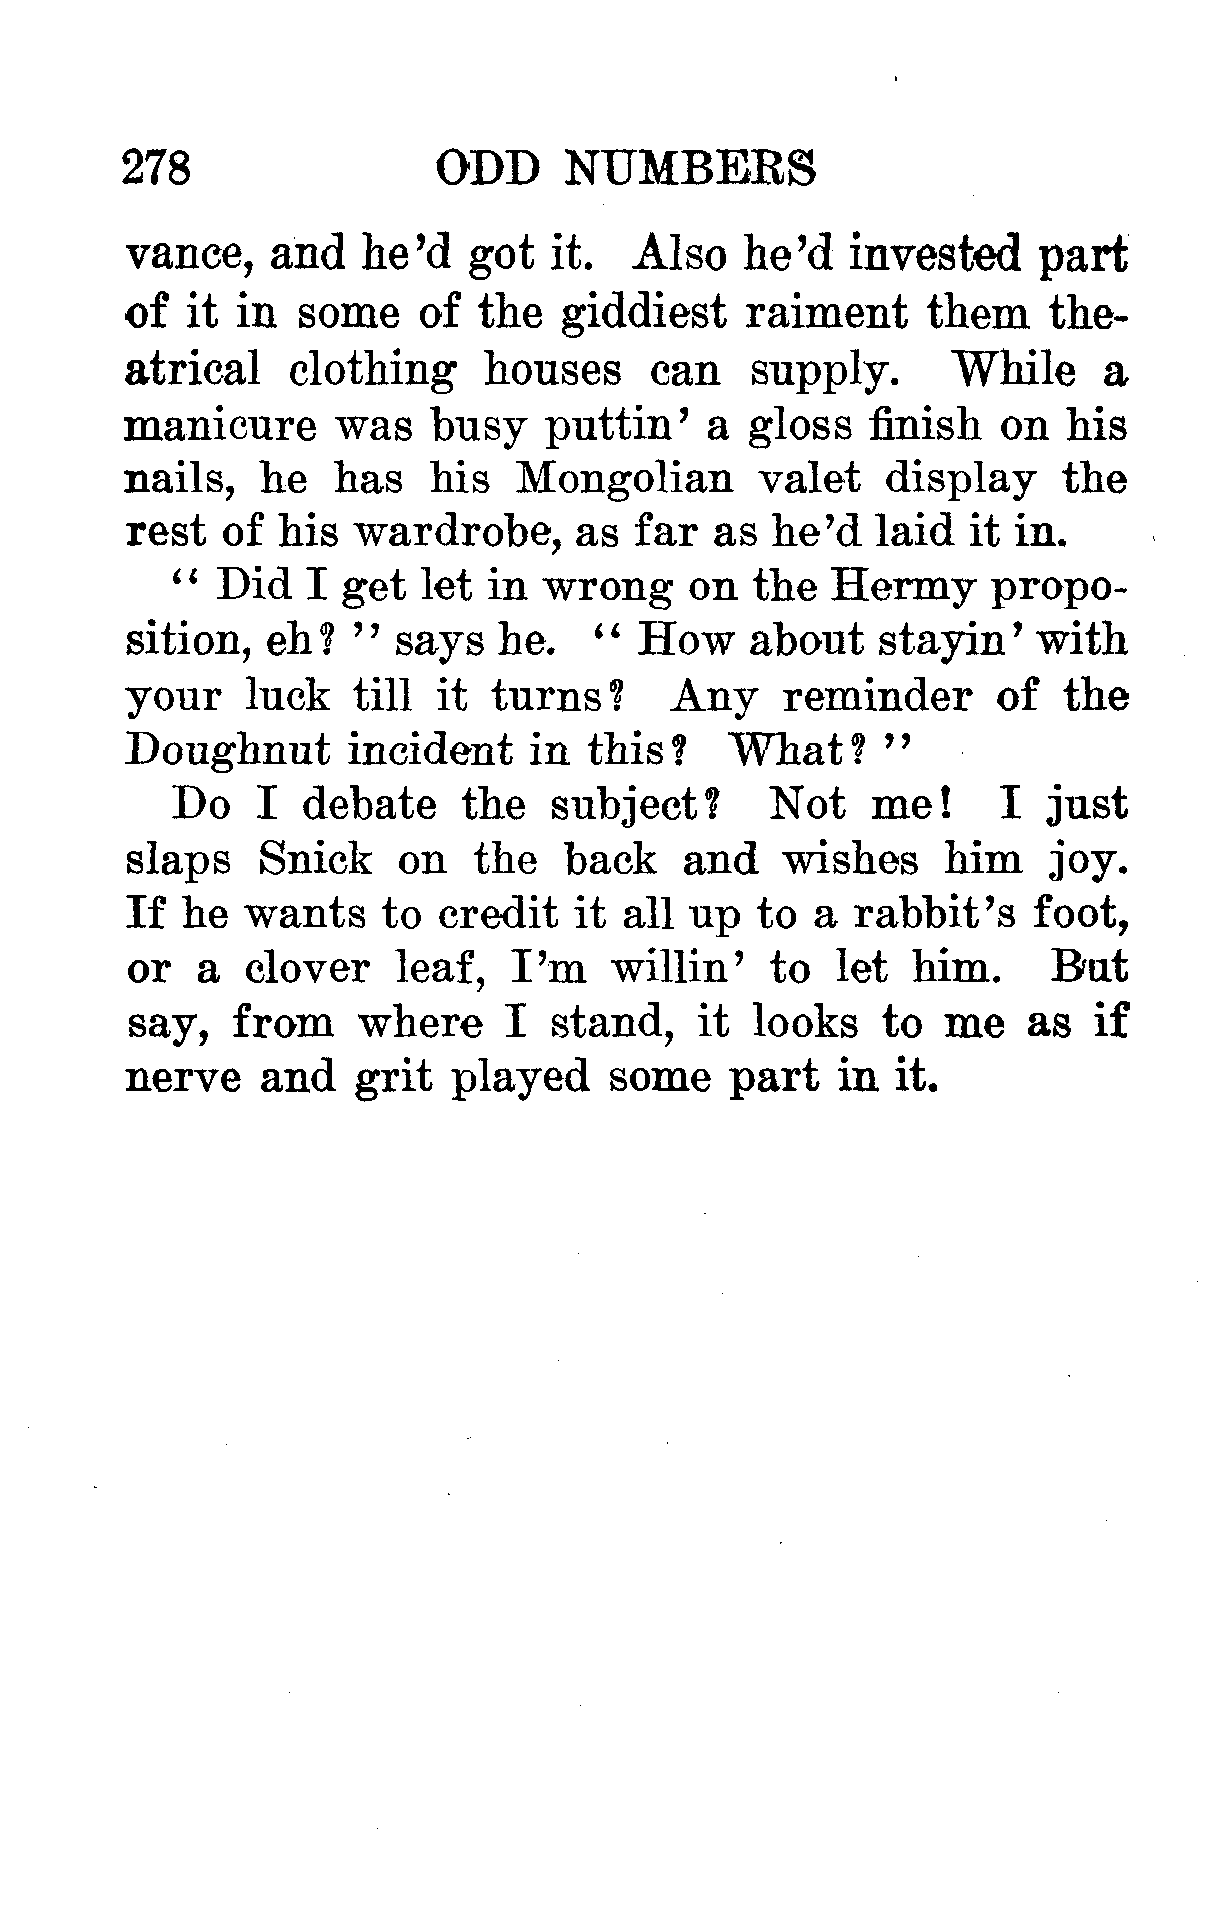 278 ODD NUMBERS
vance, and he'd got it. Also he'd invested part
of it in some of the giddiest raiment them the-
atrical clothing houses can supply. While a
manicure was busy puttin' a gloss finish on his
nails, he has his Mongolian valet display the
rest of his wardrobe, as far as he'd laid it in.
"Did I get let in wrong on the Hermy propo-
sition, eh?" says he. "How about stayin' with
your luck till it turns? Any reminder of the
Doughnut incident in this? What?"
Do I debate the subject? Not me! I just
slaps Snick on the back and wishes him joy.
If he wants to credit it all up to a rabbit's foot,
or a clover leaf, I'm willin' to let him. But
say, from where I stand, it looks to me as if
nerve and grit played some part in it.